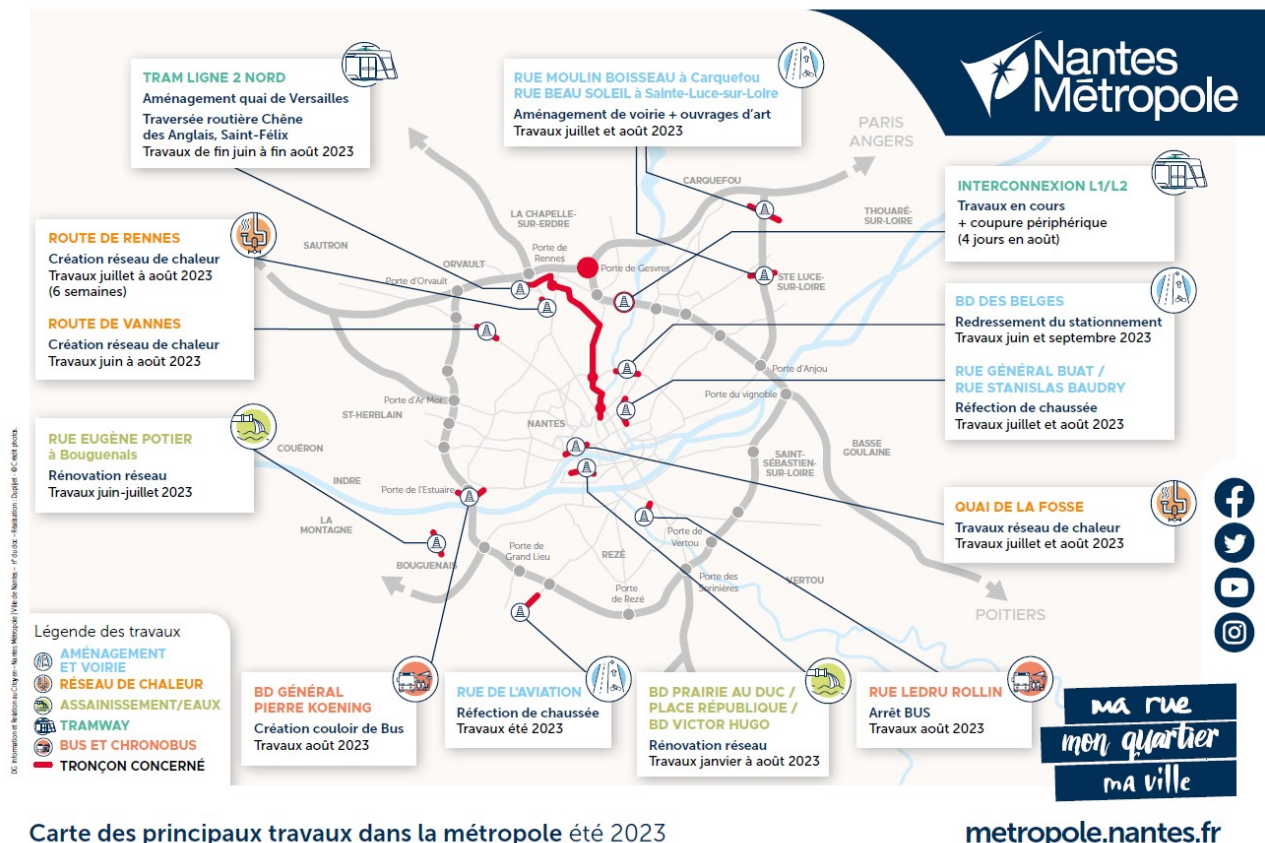 Nantes
Métropole
TRAM LIGNE 2 NORD
Aménagement quai de Versailles
Traversée routière Chêne
des Anglais, Saint-Félix
Travaux de fin juin à fin août 2023
RUE MOULIN BOISSEAU à Carquefou
RUE BEAU SOLEIL à Sainte-Luce-sur-Loire
Aménagement de voirie + ouvrages d'art
Travaux juillet et août 2023
INTERCONNEXION L1/L2
Travaux en cours
+ coupure périphérique
(4 jours en août)
ROUTE DE RENNES
Création réseau de chaleur
Travaux juillet à août 2023
(6 semaines)
ROUTE DE VANNES
Création réseau de chaleur
Travaux juin à août 2023
BD DES BELGES
Redressement du stationnement
Travaux juin et septembre 2023
RUE GÉNÉRAL BUAT /
RUE STANISLAS BAUDRY
Réfection de chaussée
Travaux juillet et août 2023
RUE EUGÈNE POTIER
à Bouguenais
Rénovation réseau
Travaux juin-juillet 2023
QUAI DE LA FOSSE
Travaux réseau de chaleur
Travaux juillet et août 2023
PARIS
ANGERS
CARQUEFOU
THOUARÉ-
SUR-LOIRE
LA CHAPELLE-
SUR-ERDRE
SAUTRON
ORVAULT
Porte de
Rennes
Porte de Gesvres
Porte d'Orvault
STE LUCE-
SUR-LOIRE
Porte d'Anjou
Porte du vignoble
Porte d'Ar Mor
ST-HERBLAIN
NANTES
COUËRON
BASSE
GOULAINE
SAINT-
SÉBASTIEN-
SUR-LOIRE
INDRE
Porte de l'Estuaire
LA
MONTAGNE
BOUGUENAIS
Porte de
Grand Lieu
REZÉ
Porte de
Vertou
Porte
de Rezé
Porte des
Sorinières
VERTOU
POITIERS
Légende des travaux
AMÉNAGEMENT
ET VOIRIE
RÉSEAU DE CHALEUR
ASSAINISSEMENT/EAUX
TRAMWAY
BUS ET CHRONOBUS
TRONÇON CONCERNÉ
BD GÉNÉRAL
PIERRE KOENING
Création couloir de Bus
Travaux août 2023
RUE DE L'AVIATION
Réfection de chaussée
Travaux été 2023
BD PRAIRIE AU DUC /
PLACE RÉPUBLIQUE /
BD VICTOR HUGO
Rénovation réseau
Travaux janvier à août 2023
RUE LEDRU ROLLIN
Arrêt BUS
Travaux août 2023
ma rue
mon quartier
ma ville
Carte des principaux travaux dans la métropole été 2023
metropole.nantes.fr